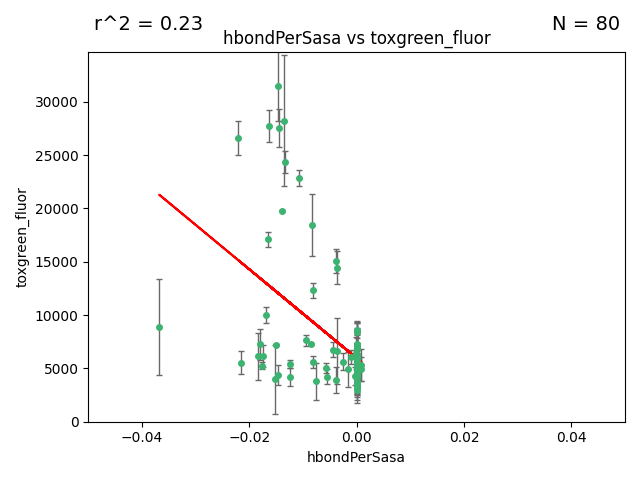 r^2 = 0.23
N = 80
hbondPerSasa vs toxgreen_fluor
toxgreen_fluor
30000
25000
20000
15000
10000
5000
0
−0.04
−0.02
0.00
0.02
0.04
hbondPerSasa